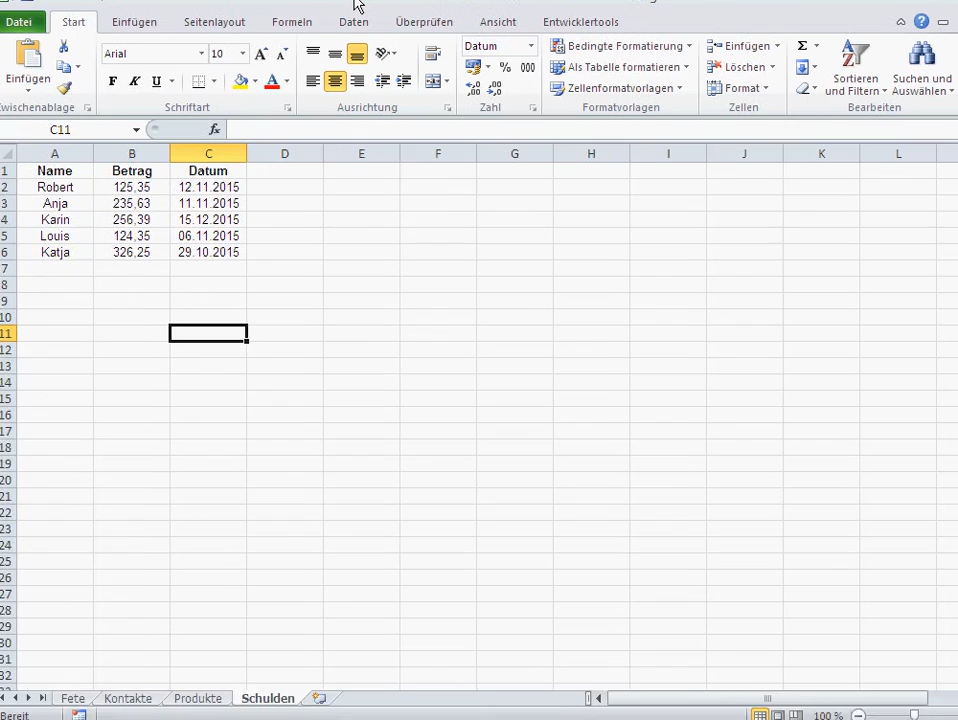 Datei Start Einfügen Seitenlayout Formeln Daten Überprüfen Ansicht Entwicklertools
Einfügen
Zwischenablage
Arial 10
F K U
Schriftart
Ausrichtung
Datum
% 000
Zahl
Bedingte Formatierung
Als Tabelle formatieren
Zellenformatvorlagen
Formatvorlagen
Einfügen
Löschen
Format
Zellen
Σ
Sortieren und Filtern
Suchen und Auswählen
Bearbeiten
C11 fx
A B C D E F G H I J K L
1 Name Betrag Datum
2 Robert 125,35 12.11.2015
3 Anja 235,63 11.11.2015
4 Karin 256,39 15.12.2015
5 Louis 124,35 06.11.2015
6 Katja 326,25 29.10.2015
7
8
9
10
11
12
13
14
15
16
17
18
19
20
21
22
23
24
25
26
27
28
29
30
31
32
Fete Kontakte Produkte Schulden
Bereit 100 %